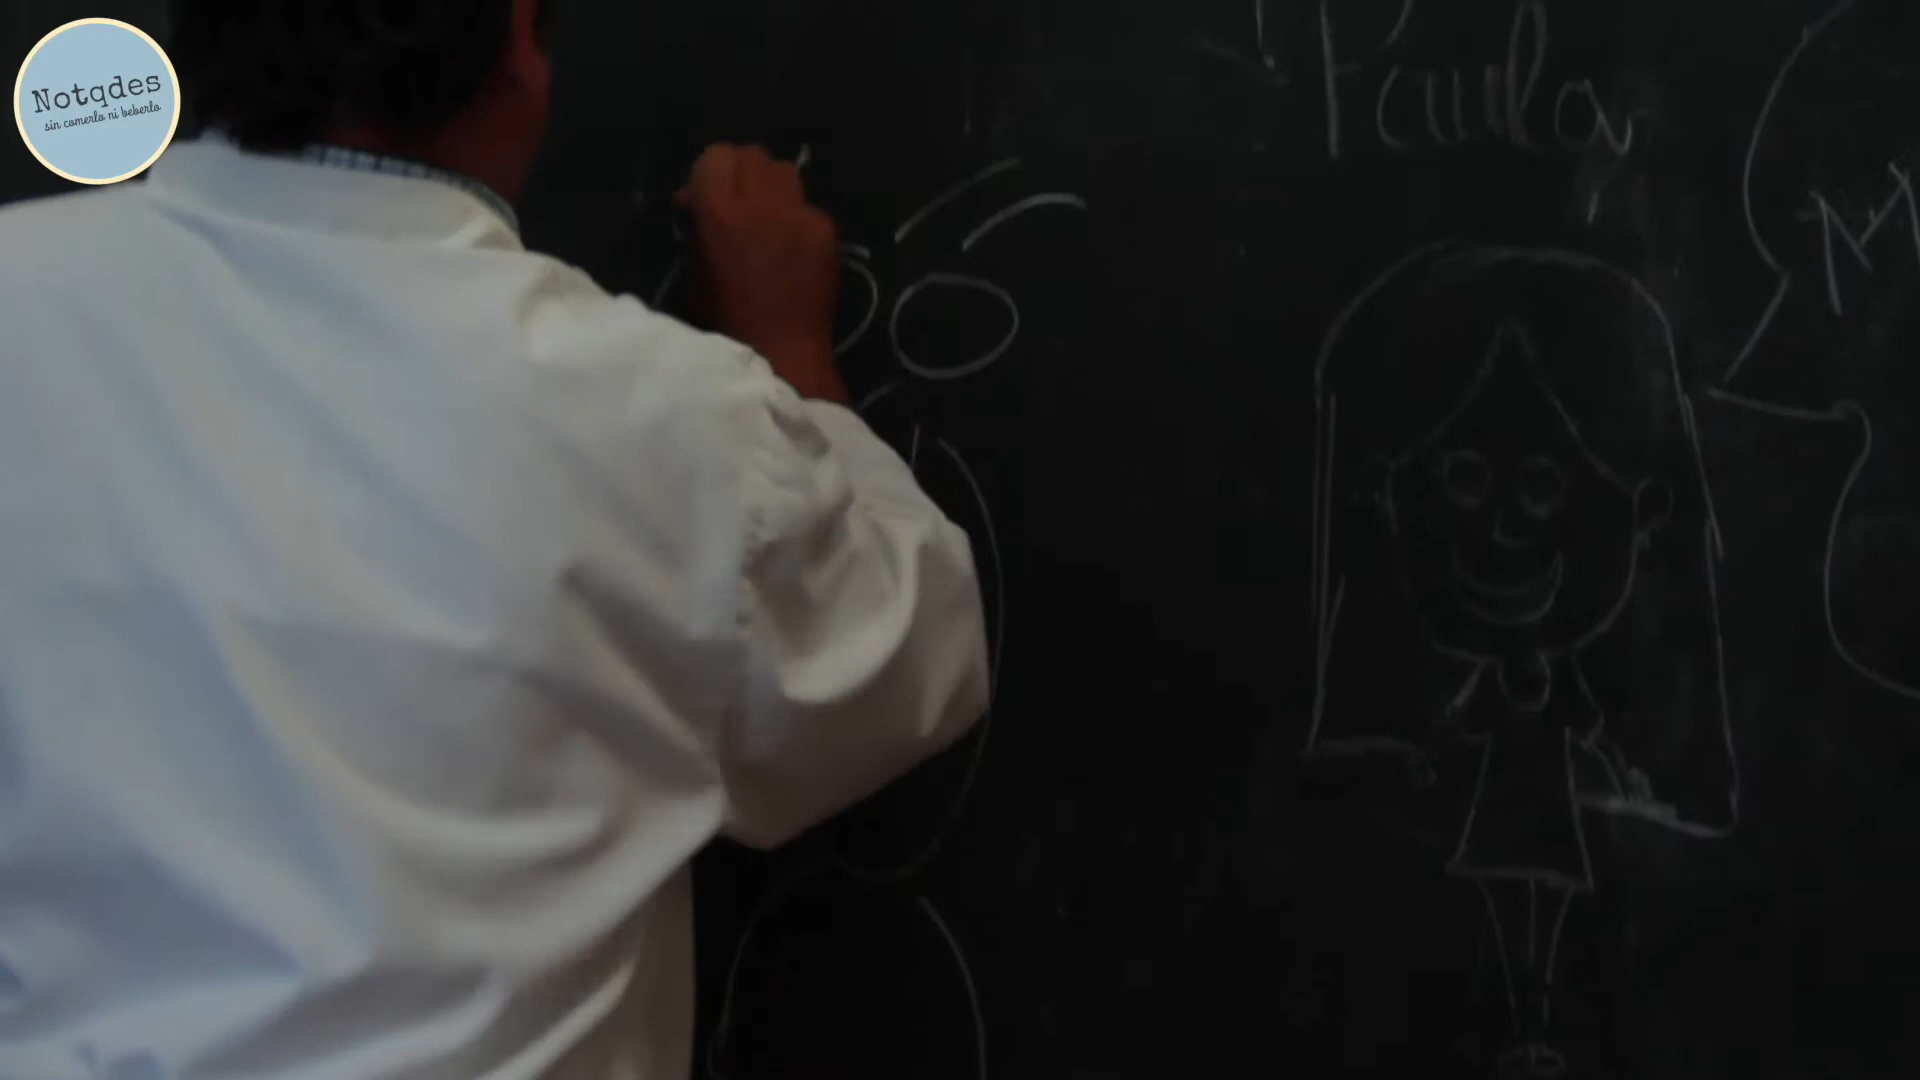 Notqdes
sin comerlo ni beberlo
Paula
M